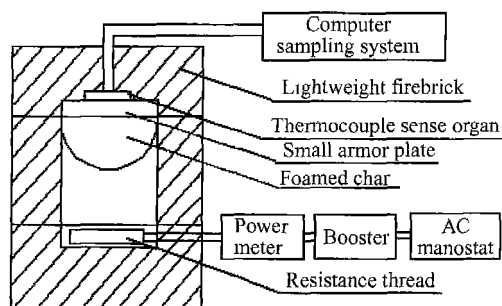 Computer
sampling system
Lightweight firebrick
Thermocouple sense organ
Small armor plate
Foamed char
Power
meter
Booster
AC
manostat
Resistance thread